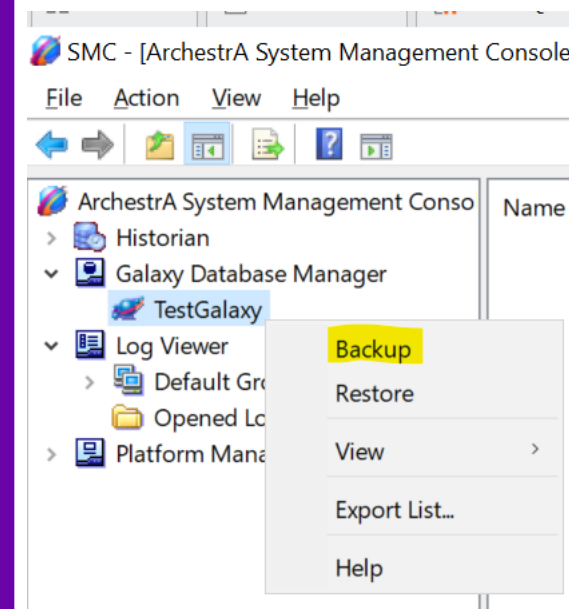 SMC - [ArchestrA System Management Console
File Action View Help
ArchestrA System Management Conso
Name
Historian
Galaxy Database Manager
TestGalaxy
Log Viewer
Default Gro
Opened Lo
Platform Mana
Backup
Restore
View
Export List...
Help